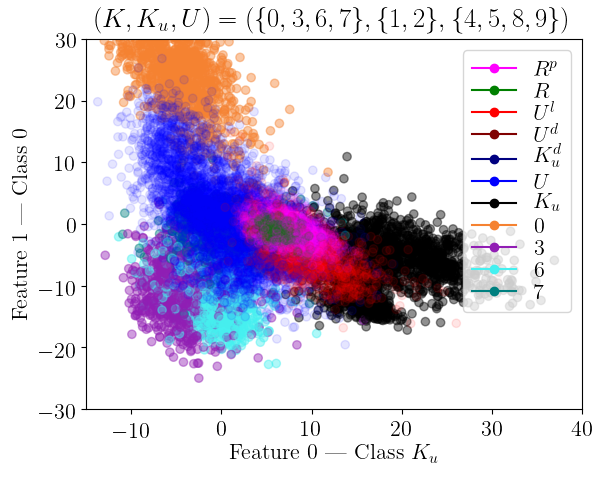 (K, K_u, U) = ({0, 3, 6, 7}, {1, 2}, {4, 5, 8, 9})
30
20
10
0
−10
−20
−30
Feature 1 — Class 0
R^p
R
U^l
U^d
K_u^d
U
K_u
0
3
6
7
−10
0
10
20
30
40
Feature 0 — Class K_u